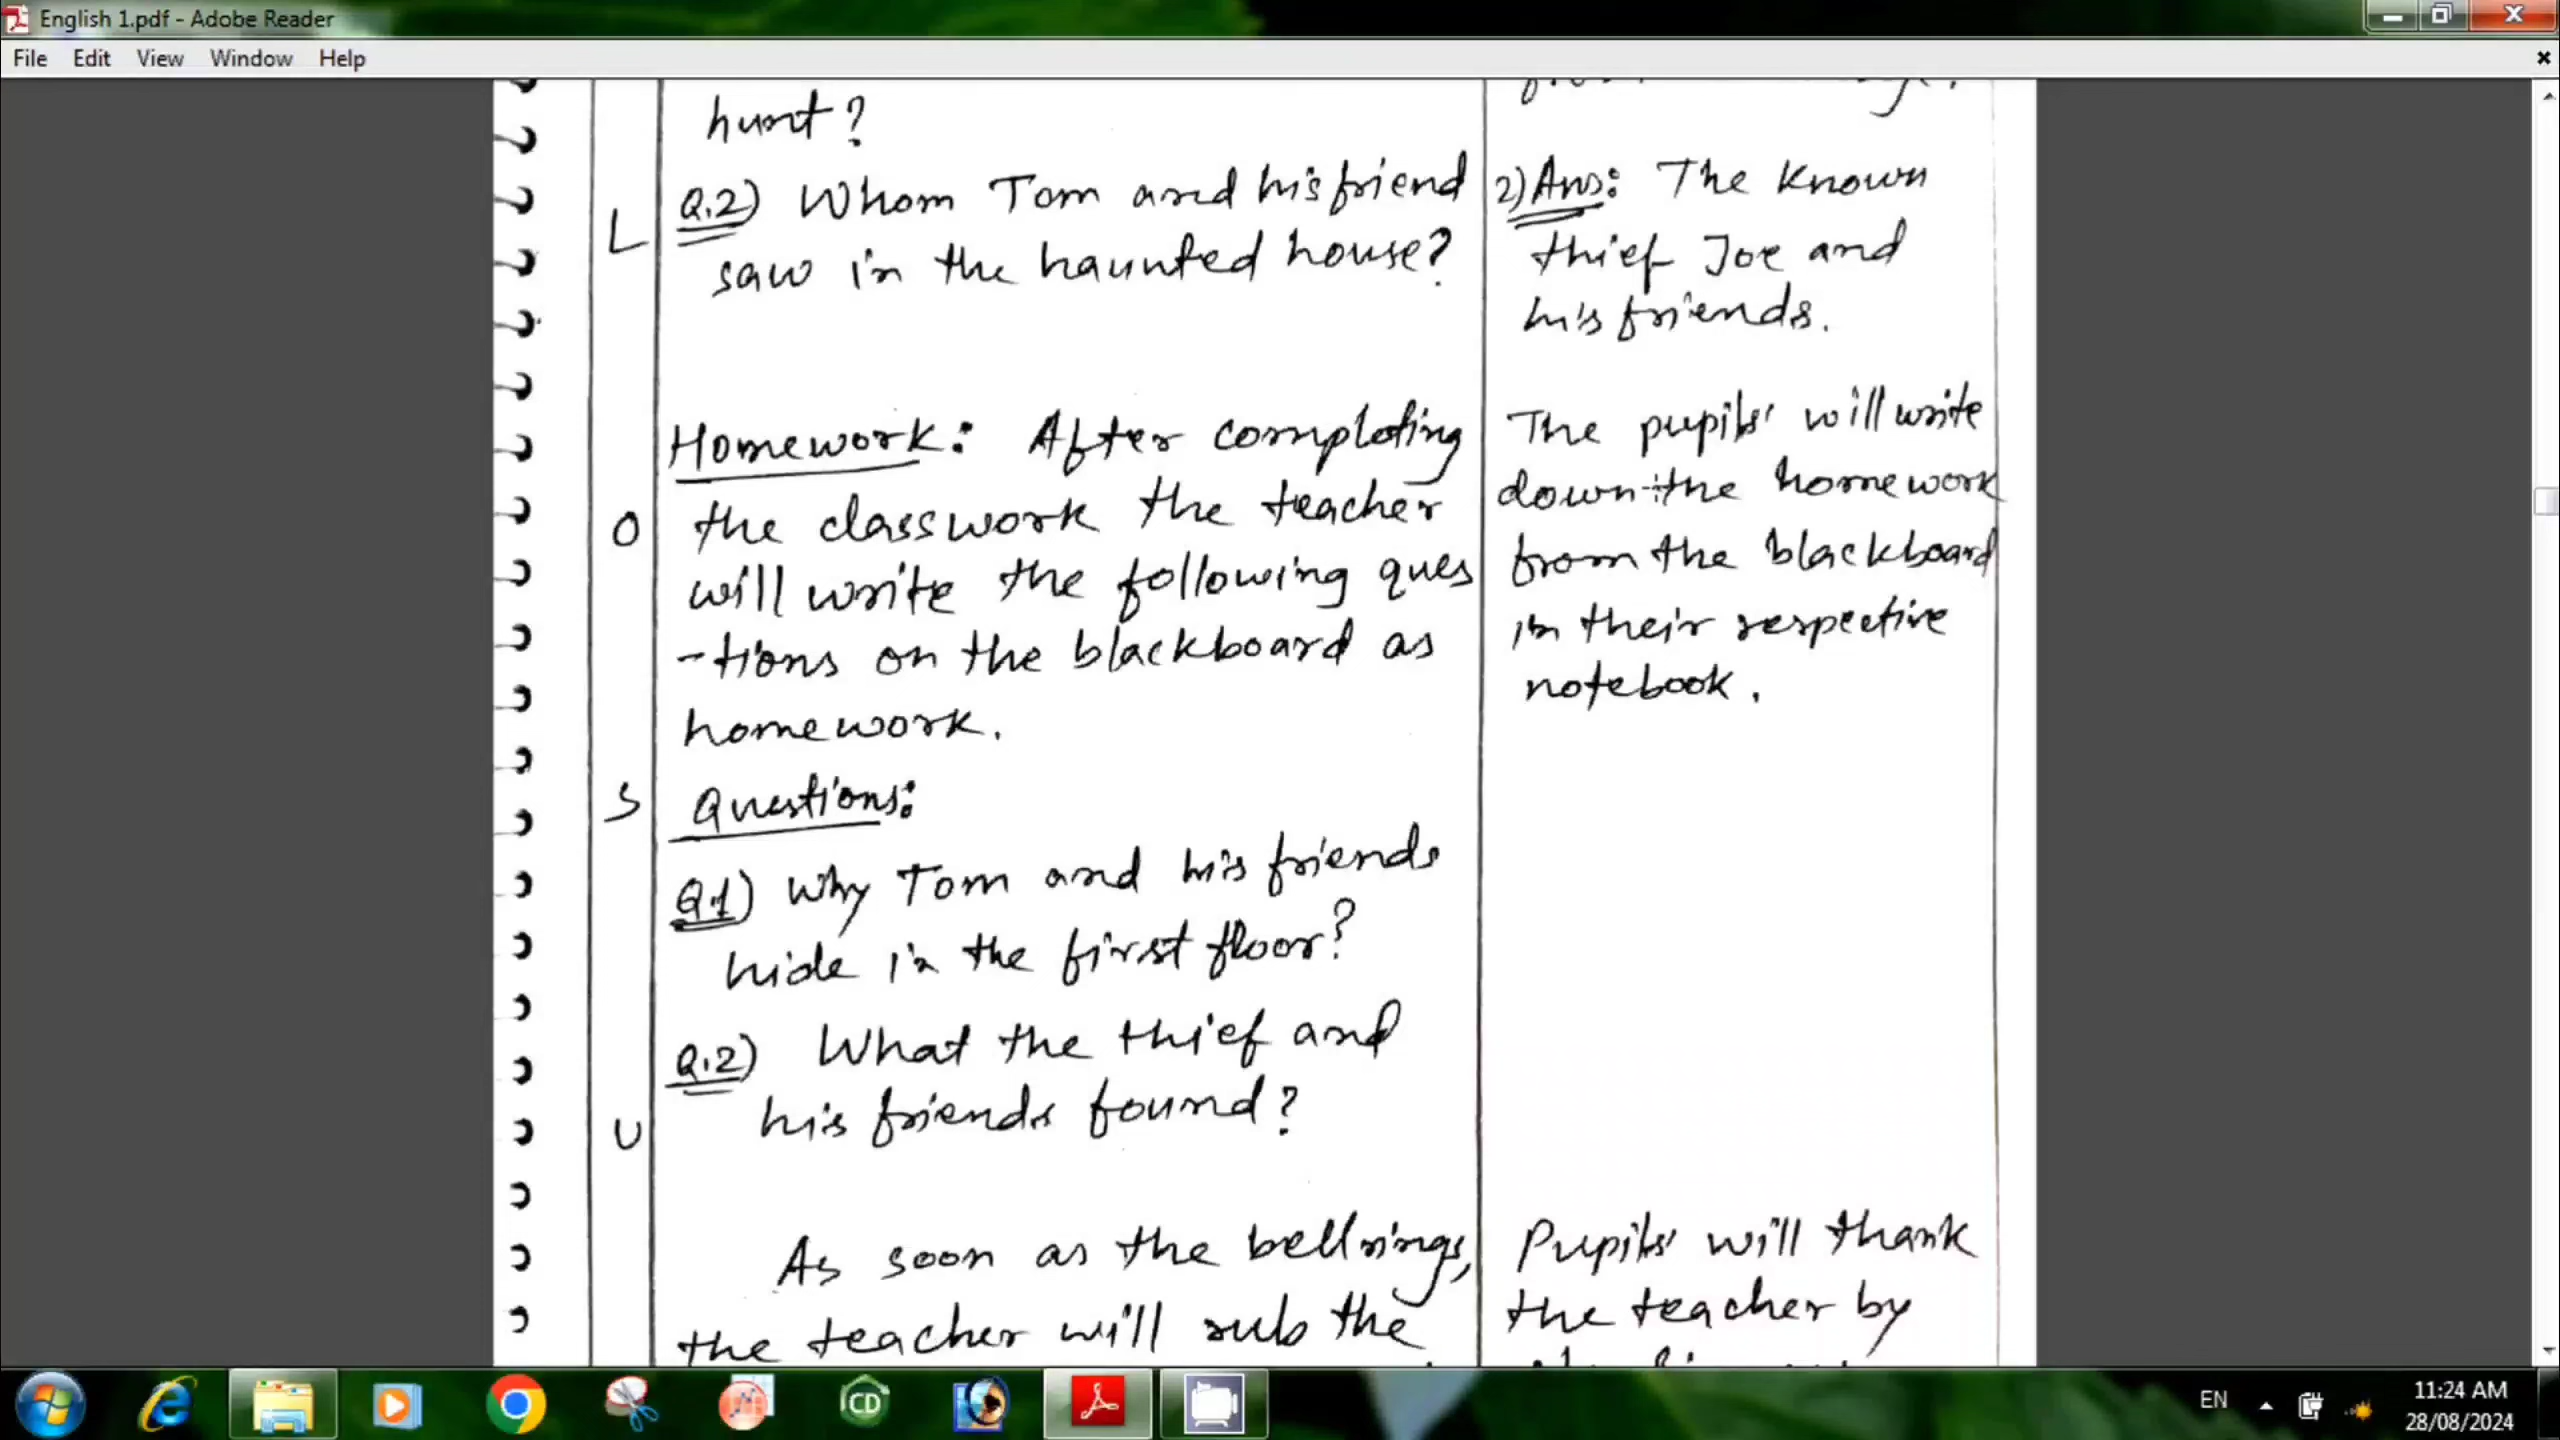 English 1.pdf - Adobe Reader
File Edit View Window Help
hunt?
Q.2) Whom Tom and his friend
saw in the haunted house?
2) Ans: The known
thief Joe and
his friends.
L
Homework: After completing
the classwork the teacher
will write the following ques
-tions on the blackboard as
homework.
The pupils' will write
down the homework
from the blackboard
in their respective
notebook.
O
S
Questions:
Q1) Why Tom and his friends
hide in the first floor?
Q.2) What the thief and
his friends found?
U
As soon as the bell rings,
the teacher will rub the
Pupils' will thank
the teacher by
CD
EN
11:24 AM
28/08/2024